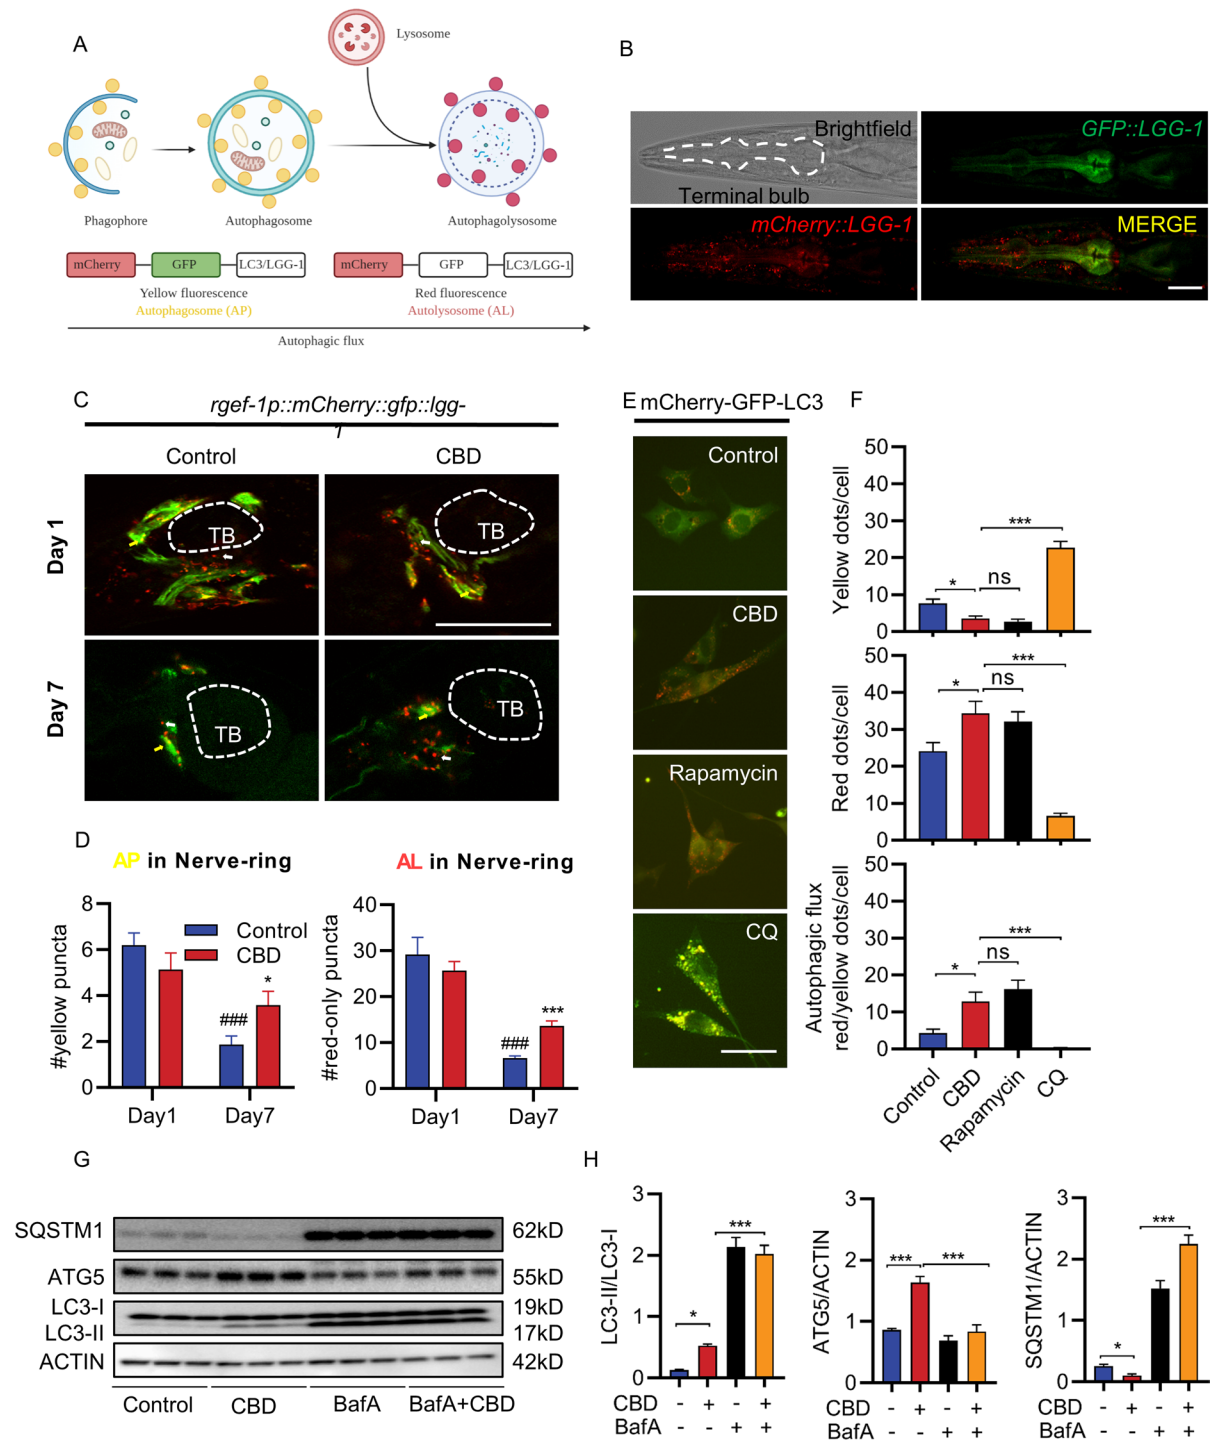 A
Lysosome
Phagophore
Autophagosome
Autophagolysosome
mCherry
GFP
LC3/LGG-1
mCherry
GFP
LC3/LGG-1
Yellow fluorescence
Red fluorescence
Autophagosome (AP)
Autolysosome (AL)
Autophagic flux
B
Brightfield
Terminal bulb
GFP::LGG-1
mCherry::LGG-1
MERGE
C
rgef-1p::mCherry::gfp::lgg-
1
Control
CBD
Day 1
TB
TB
Day 7
TB
TB
D
AP in Nerve-ring
#yellow puncta
8
6
4
2
0
Control
CBD
###
*
Day1
Day7
AL in Nerve-ring
#red-only puncta
40
30
20
10
0
###
***
Day1
Day7
E
mCherry-GFP-LC3
Control
CBD
Rapamycin
CQ
F
Yellow dots/cell
50
40
30
20
10
0
*
ns
***
Red dots/cell
50
40
30
20
10
0
*
ns
***
Autophagic flux
red/yellow dots/cell
50
40
30
20
10
0
*
ns
***
Control
CBD
Rapamycin
CQ
G
SQSTM1
62kD
ATG5
55kD
LC3-I
19kD
LC3-II
17kD
ACTIN
42kD
Control
CBD
BafA
BafA+CBD
H
LC3-II/LC3-I
3
2
1
0
*
***
CBD - + - +
BafA - - + +
ATG5/ACTIN
3
2
1
0
***
***
CBD - + - +
BafA - - + +
SQSTM1/ACTIN
3
2
1
0
*
***
CBD - + - +
BafA - - + +